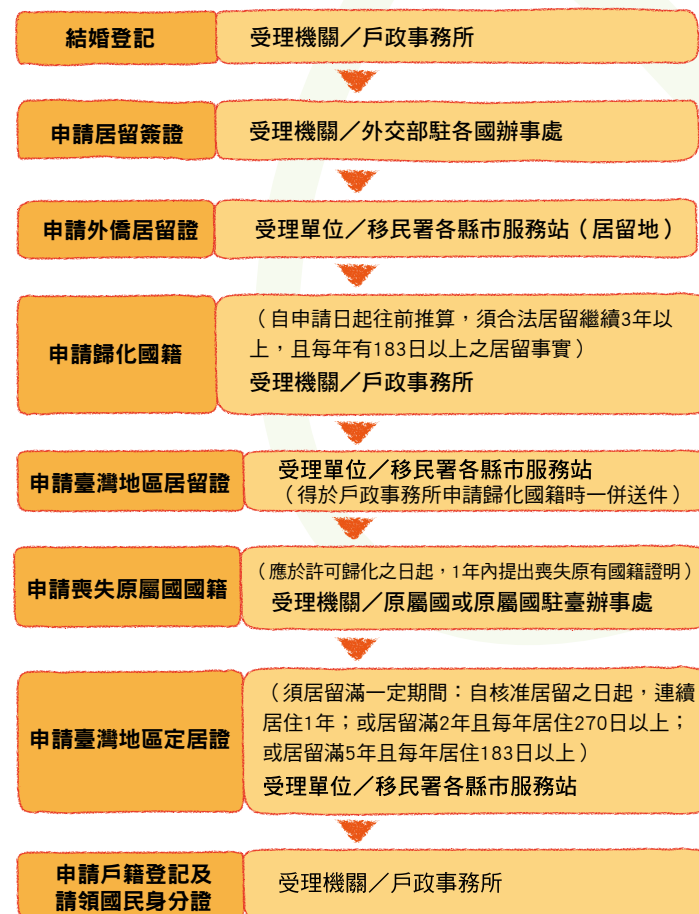 結婚登記
受理機關／戶政事務所
申請居留簽證
受理機關／外交部駐各國辦事處
申請外僑居留證
受理單位／移民署各縣市服務站（居留地）
申請歸化國籍
（自申請日起往前推算，須合法居留繼續3年以
上，且每年有183日以上之居留事實）
受理機關／戶政事務所
申請臺灣地區居留證
受理單位／移民署各縣市服務站
（得於戶政事務所申請歸化國籍時一併送件）
申請喪失原屬國國籍
（應於許可歸化之日起，1年內提出喪失原有國籍證明）
受理機關／原屬國或原屬國駐臺辦事處
申請臺灣地區定居證
（須居留滿一定期間：自核准居留之日起，連續
居住1年；或居留滿2年且每年居住270日以上；
或居留滿5年且每年居住183日以上）
受理單位／移民署各縣市服務站
申請戶籍登記及
請領國民身分證
受理機關／戶政事務所